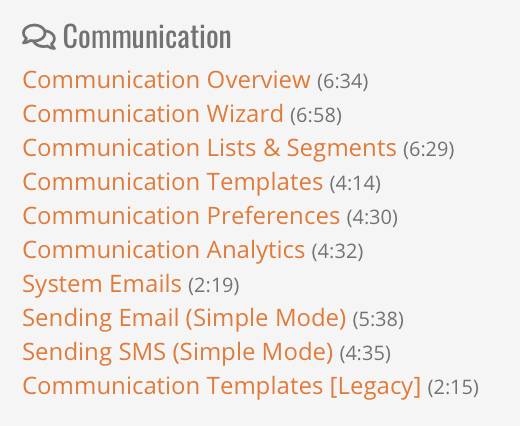 Communication
Communication Overview (6:34)
Communication Wizard (6:58)
Communication Lists & Segments (6:29)
Communication Templates (4:14)
Communication Preferences (4:30)
Communication Analytics (4:32)
System Emails (2:19)
Sending Email (Simple Mode) (5:38)
Sending SMS (Simple Mode) (4:35)
Communication Templates [Legacy] (2:15)